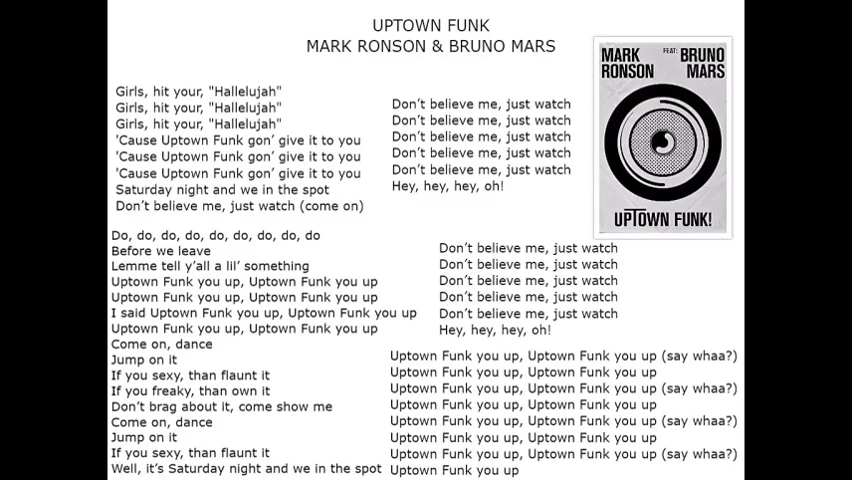 UPTOWN FUNK
MARK RONSON & BRUNO MARS
Girls, hit your, "Hallelujah"
Girls, hit your, "Hallelujah"
Girls, hit your, "Hallelujah"
'Cause Uptown Funk gon’ give it to you
'Cause Uptown Funk gon’ give it to you
'Cause Uptown Funk gon’ give it to you
Saturday night and we in the spot
Don’t believe me, just watch (come on)
Don’t believe me, just watch
Don’t believe me, just watch
Don’t believe me, just watch
Don’t believe me, just watch
Don’t believe me, just watch
Hey, hey, hey, oh!
MARK RONSON
FEAT: BRUNO MARS
UPTOWN FUNK!
Do, do, do, do, do, do, do, do, do
Before we leave
Lemme tell y’all a lil’ something
Uptown Funk you up, Uptown Funk you up
Uptown Funk you up, Uptown Funk you up
I said Uptown Funk you up, Uptown Funk you up
Uptown Funk you up, Uptown Funk you up
Come on, dance
Jump on it
If you sexy, than flaunt it
If you freaky, than own it
Don’t brag about it, come show me
Come on, dance
Jump on it
If you sexy, than flaunt it
Well, it’s Saturday night and we in the spot
Don’t believe me, just watch
Don’t believe me, just watch
Don’t believe me, just watch
Don’t believe me, just watch
Don’t believe me, just watch
Hey, hey, hey, oh!
Uptown Funk you up, Uptown Funk you up (say whaa?)
Uptown Funk you up, Uptown Funk you up
Uptown Funk you up, Uptown Funk you up (say whaa?)
Uptown Funk you up, Uptown Funk you up
Uptown Funk you up, Uptown Funk you up (say whaa?)
Uptown Funk you up, Uptown Funk you up
Uptown Funk you up, Uptown Funk you up (say whaa?)
Uptown Funk you up